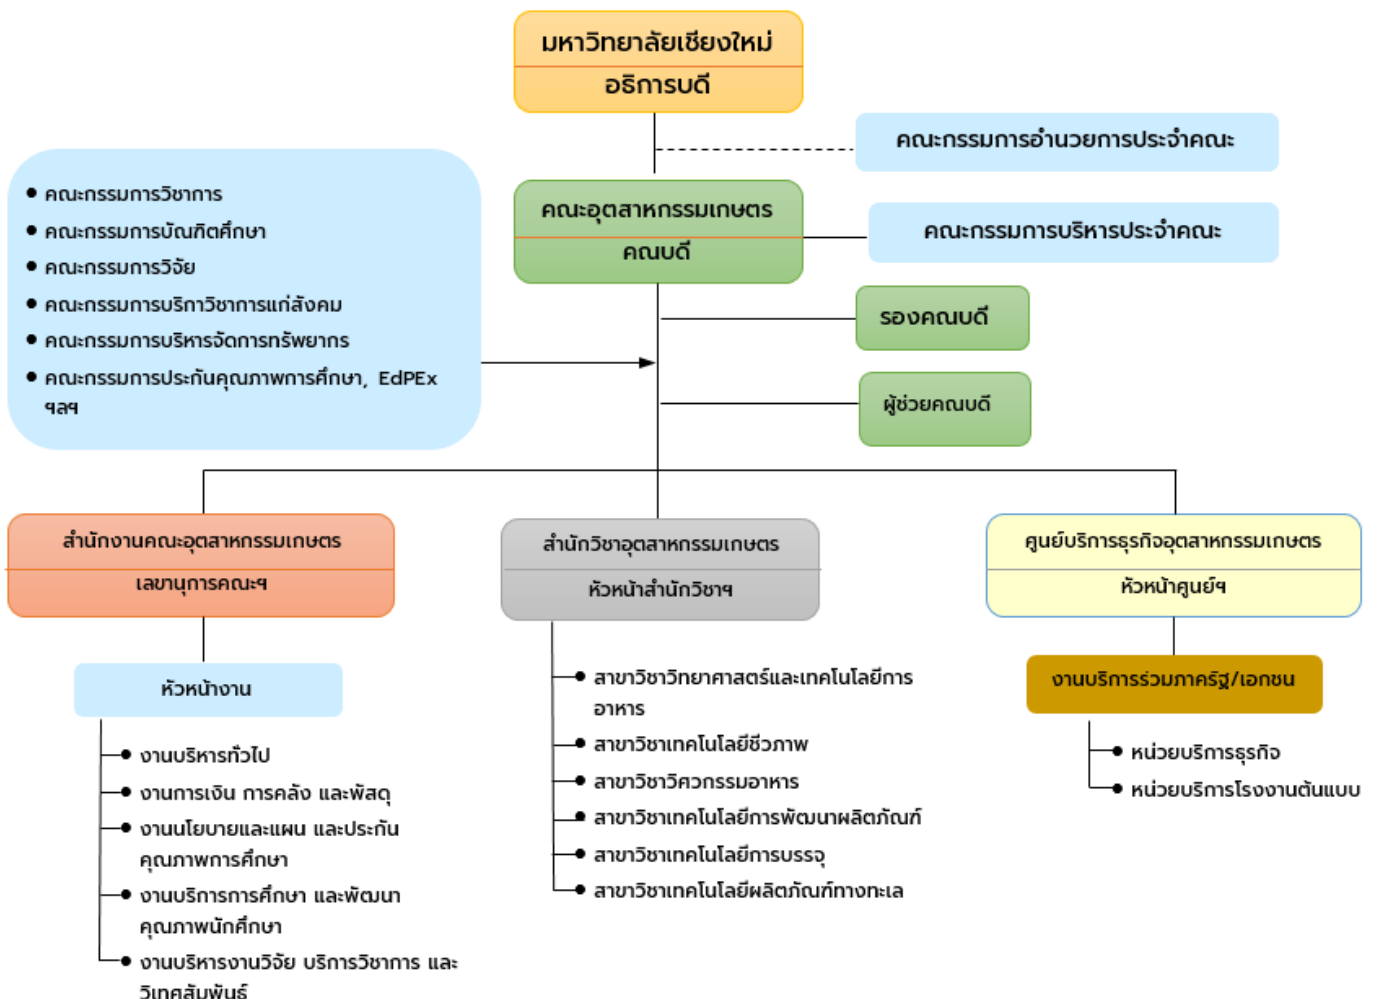 มหาวิทยาลัยเชียงใหม่
อธิการบดี
คณะกรรมการอำนวยการประจำคณะ
คณะอุตสาหกรรมเกษตร
คณบดี
คณะกรรมการบริหารประจำคณะ
รองคณบดี
ผู้ช่วยคณบดี
คณะกรรมการวิชาการ
คณะกรรมการบัณฑิตศึกษา
คณะกรรมการวิจัย
คณะกรรมการบริกาวิชาการแก่สังคม
คณะกรรมการบริหารจัดการทรัพยากร
คณะกรรมการประกันคุณภาพการศึกษา, EdPEx
ฯลฯ
สำนักงานคณะอุตสาหกรรมเกษตร
เลขานุการคณะฯ
หัวหน้างาน
งานบริหารทั่วไป
งานการเงิน การคลัง และพัสดุ
งานนโยบายและแผน และประกัน
คุณภาพการศึกษา
งานบริการการศึกษา และพัฒนา
คุณภาพนักศึกษา
งานบริหารงานวิจัย บริการวิชาการ และ
วิเทศสัมพันธ์
สำนักวิชาอุตสาหกรรมเกษตร
หัวหน้าสำนักวิชาฯ
สาขาวิชาวิทยาศาสตร์และเทคโนโลยีการ
อาหาร
สาขาวิชาเทคโนโลยีชีวภาพ
สาขาวิชาวิศวกรรมอาหาร
สาขาวิชาเทคโนโลยีการพัฒนาผลิตภัณฑ์
สาขาวิชาเทคโนโลยีการบรรจุ
สาขาวิชาเทคโนโลยีผลิตภัณฑ์ทางทะเล
ศูนย์บริการธุรกิจอุตสาหกรรมเกษตร
หัวหน้าศูนย์ฯ
งานบริการร่วมภาครัฐ/เอกชน
หน่วยบริการธุรกิจ
หน่วยบริการโรงงานต้นแบบ